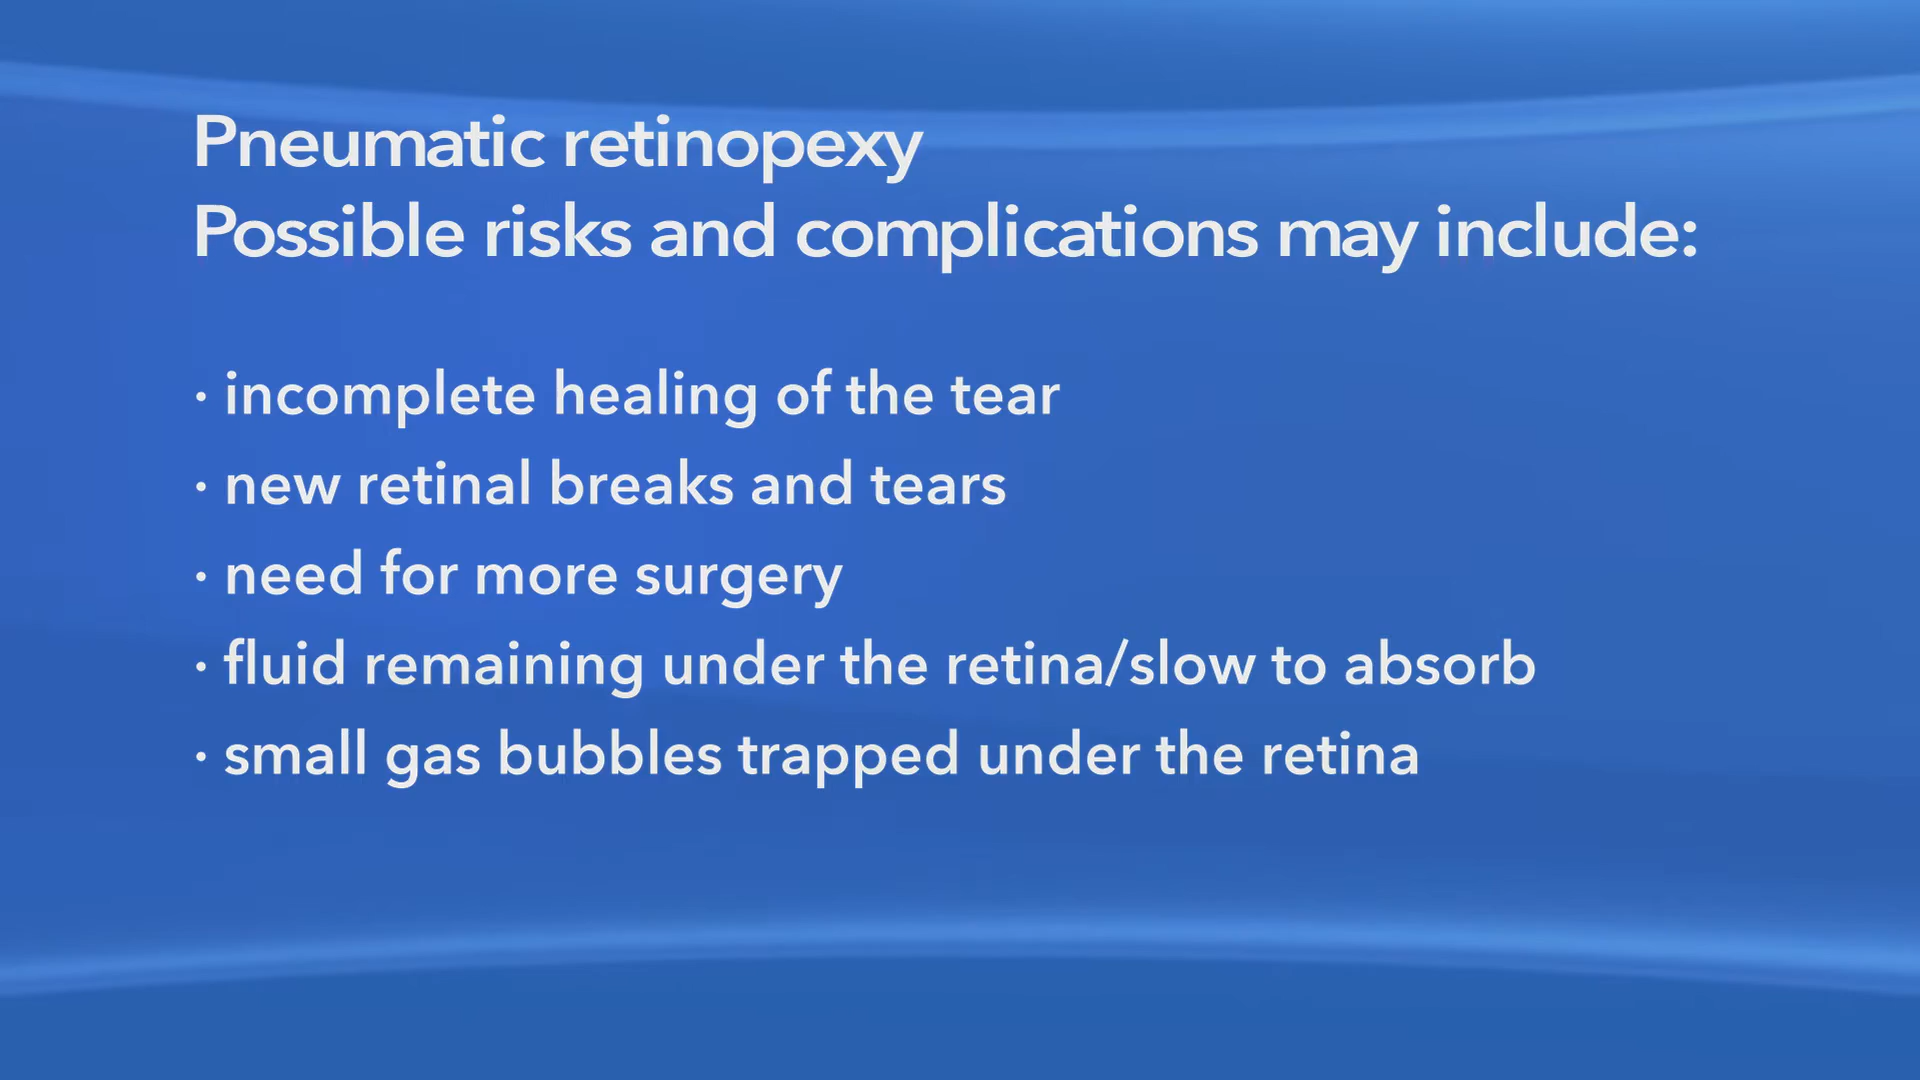 Pneumatic retinopexy
Possible risks and complications may include:
· incomplete healing of the tear
· new retinal breaks and tears
· need for more surgery
· fluid remaining under the retina/slow to absorb
· small gas bubbles trapped under the retina